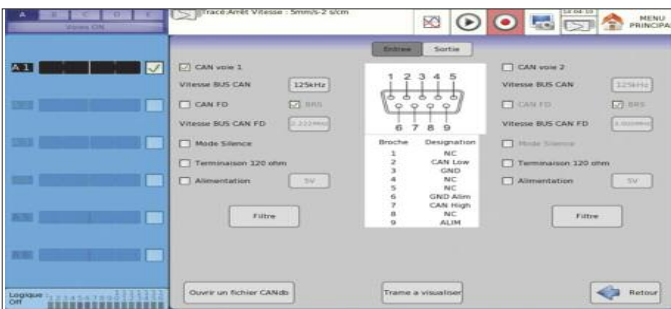 A B C D E
Voies ON
Tracé:Arrêt Vitesse : 5mm/s-2 s/cm
MENU
PRINCIPAL
A1
Entrée Sortie
CAN voie 1
Vitesse BUS CAN 125kHz
CAN FD BRS
Vitesse BUS CAN FD 2.222MHz
Mode Silence
Terminaison 120 ohm
Alimentation 5V
Filtre
1 2 3 4 5
6 7 8 9
Broche Designation
1 NC
2 CAN Low
3 GND
4 NC
5 NC
6 GND Alim
7 CAN High
8 NC
9 ALIM
CAN voie 2
Vitesse BUS CAN 125kHz
CAN FD BRS
Vitesse BUS CAN FD
Mode Silence
Terminaison 120 ohm
Alimentation 5V
Filtre
Logique :
Off
Ouvrir un fichier CANdb
Trame a visualiser
Retour